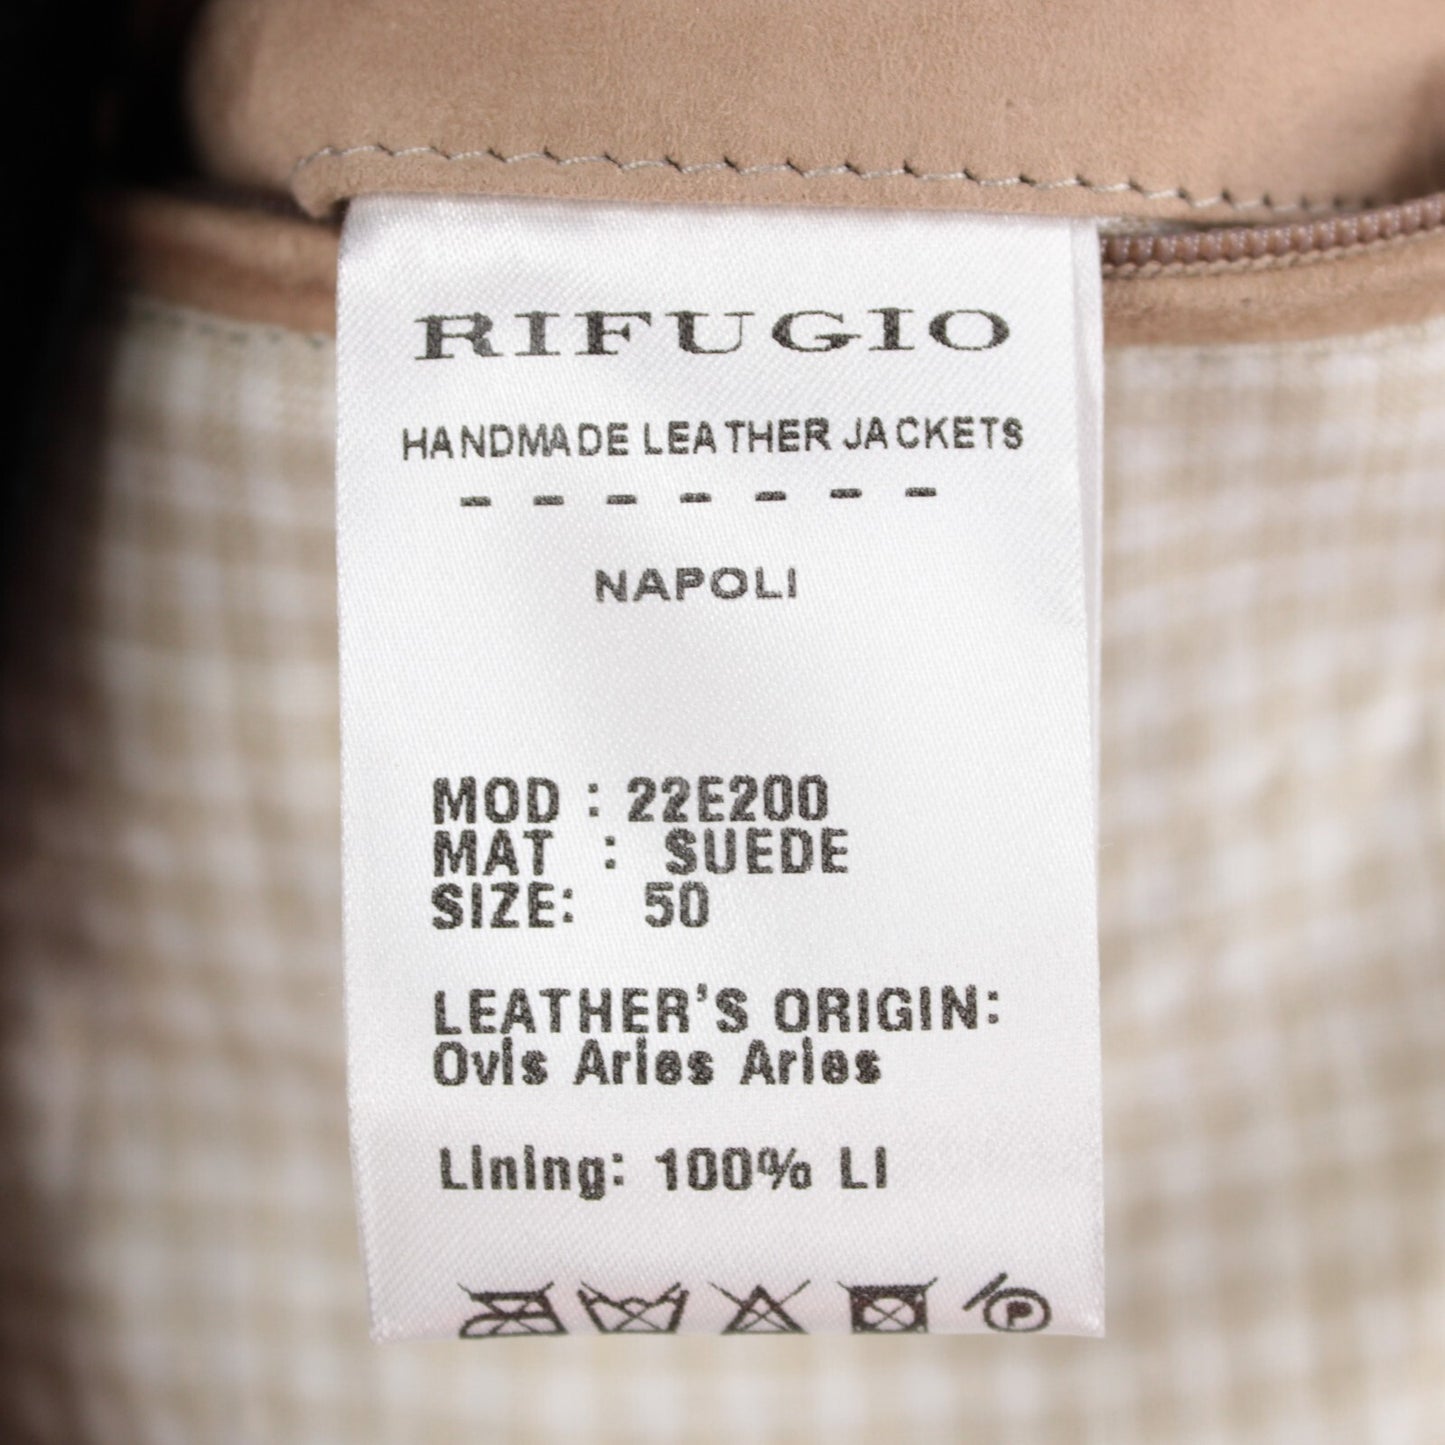 RIFUGIO
HANDMADE LEATHER JACKETS
- - - - - - -
NAPOLI
MOD : 22E200
MAT : SUEDE
SIZE: 50
LEATHER'S ORIGIN:
Ovis Aries Aries
Lining: 100% LI
P